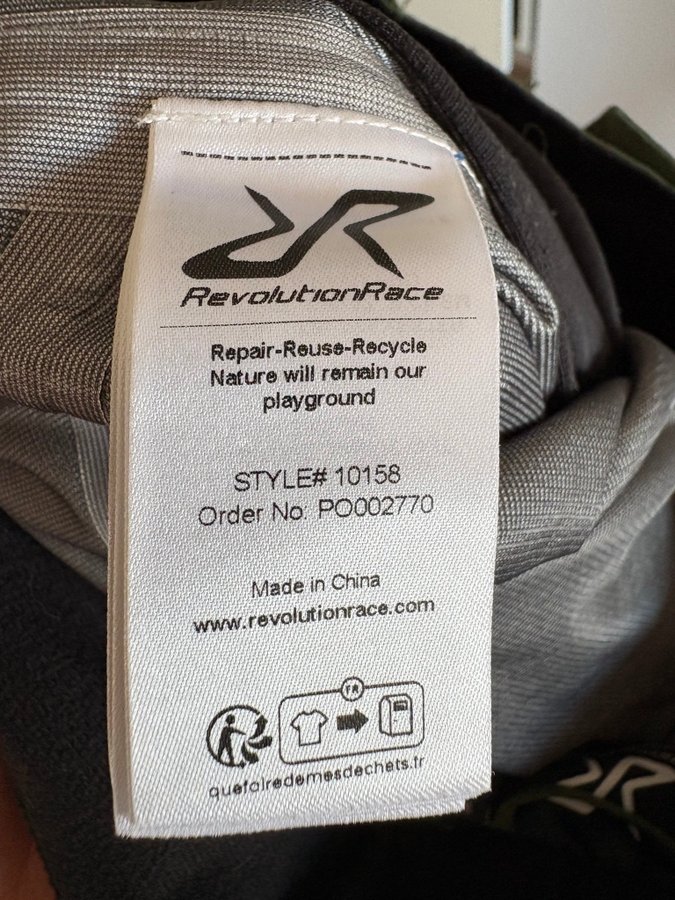 RevolutionRace
Repair-Reuse-Recycle
Nature will remain our
playground
STYLE# 10158
Order No: PO002770
Made in China
www.revolutionrace.com
FR
quefairedemesdechets.fr